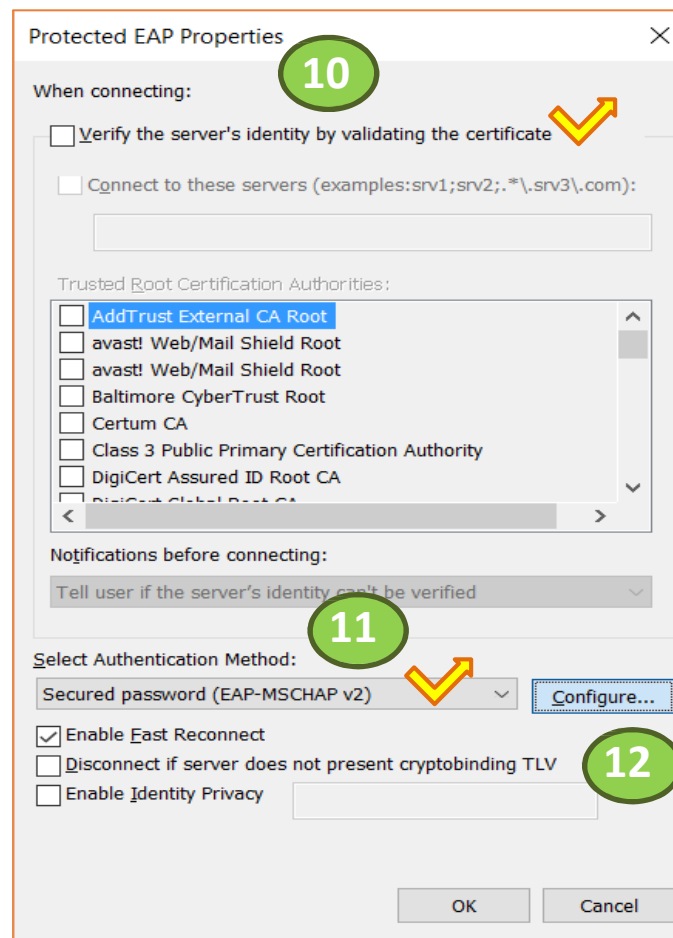 Protected EAP Properties
10
When connecting:
Verify the server's identity by validating the certificate
Connect to these servers (examples:srv1;srv2;.*\.srv3\.com):
Trusted Root Certification Authorities:
AddTrust External CA Root
avast! Web/Mail Shield Root
avast! Web/Mail Shield Root
Baltimore CyberTrust Root
Certum CA
Class 3 Public Primary Certification Authority
DigiCert Assured ID Root CA
DigiCert Global Root CA
Notifications before connecting:
Tell user if the server's identity can't be verified
11
Select Authentication Method:
Secured password (EAP-MSCHAP v2)
Configure...
Enable Fast Reconnect
Disconnect if server does not present cryptobinding TLV
12
Enable Identity Privacy
OK Cancel